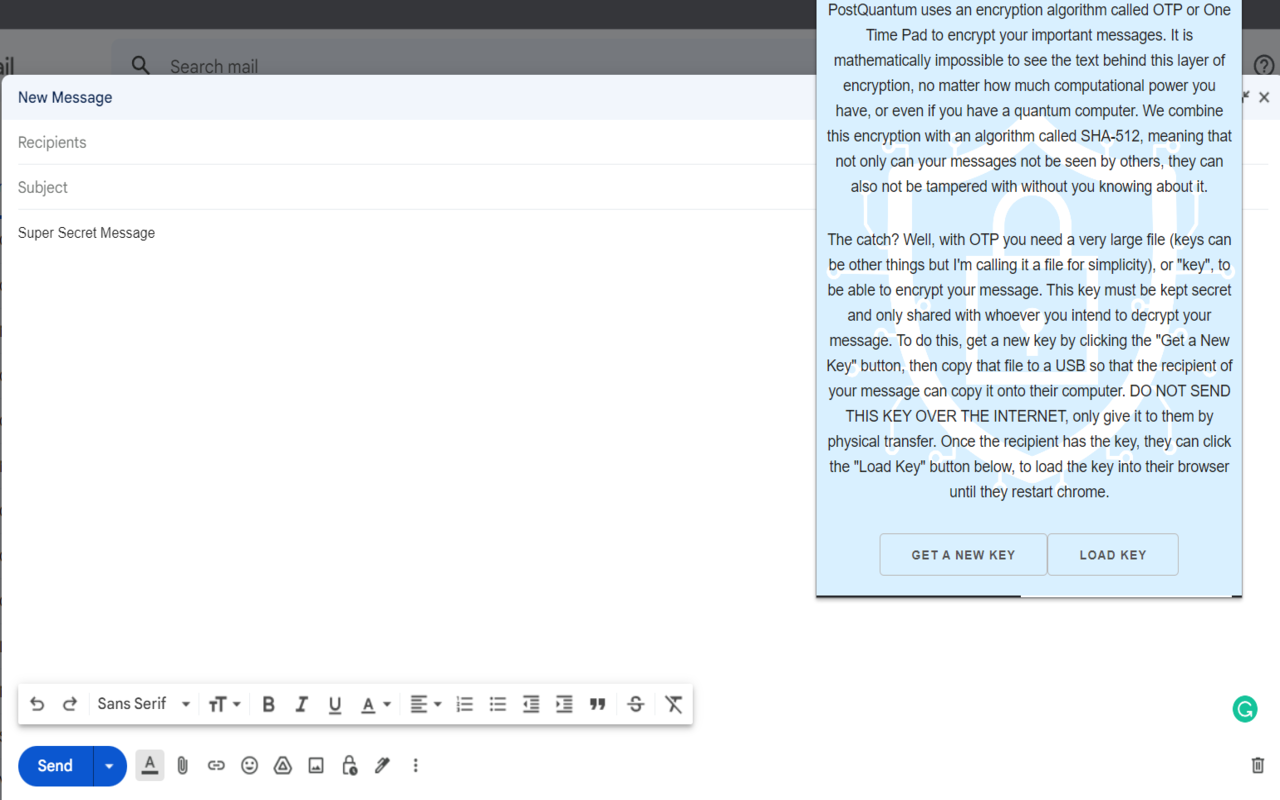 ail
Search mail
New Message
Recipients
Subject
Super Secret Message
PostQuantum uses an encryption algorithm called OTP or One
Time Pad to encrypt your important messages. It is
mathematically impossible to see the text behind this layer of
encryption, no matter how much computational power you
have, or even if you have a quantum computer. We combine
this encryption with an algorithm called SHA-512, meaning that
not only can your messages not be seen by others, they can
also not be tampered with without you knowing about it.
The catch? Well, with OTP you need a very large file (keys can
be other things but I'm calling it a file for simplicity), or "key", to
be able to encrypt your message. This key must be kept secret
and only shared with whoever you intend to decrypt your
message. To do this, get a new key by clicking the "Get a New
Key" button, then copy that file to a USB so that the recipient of
your message can copy it onto their computer. DO NOT SEND
THIS KEY OVER THE INTERNET, only give it to them by
physical transfer. Once the recipient has the key, they can click
the "Load Key" button below, to load the key into their browser
until they restart chrome.
GET A NEW KEY
LOAD KEY
Sans Serif
Send